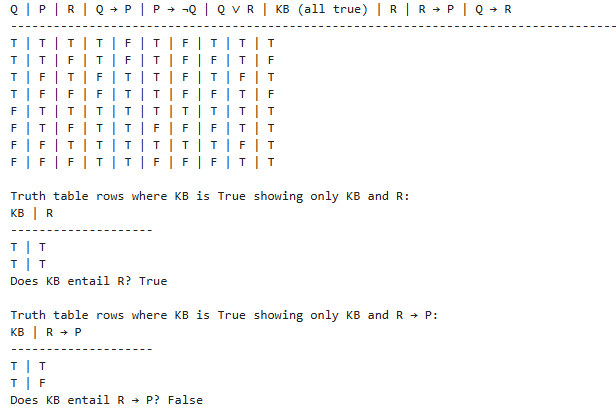 Q | P | R | Q → P | P → ¬Q | Q ∨ R | KB (all true) | R | R → P | Q → R
-------------------------------------------------------------------------------------
T | T | T | T | F | T | F | T | T | T
T | T | F | T | F | T | F | F | T | F
T | F | T | F | T | T | F | T | F | T
T | F | F | F | T | T | F | F | T | F
F | T | T | T | T | T | T | T | T | T
F | T | F | T | T | F | F | F | T | T
F | F | T | T | T | T | T | T | F | T
F | F | F | T | T | F | F | F | T | T
Truth table rows where KB is True showing only KB and R:
KB | R
--------------------
T | T
T | T
Does KB entail R? True
Truth table rows where KB is True showing only KB and R → P:
KB | R → P
--------------------
T | T
T | F
Does KB entail R → P? False